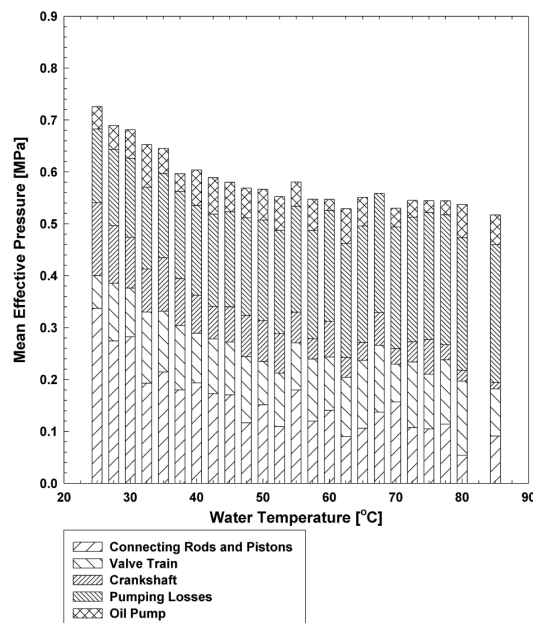 0.9
0.8
0.7
0.6
0.5
0.4
0.3
0.2
0.1
0.0
Mean Effective Pressure [MPa]
20 30 40 50 60 70 80 90
Water Temperature [°C]
Connecting Rods and Pistons
Valve Train
Crankshaft
Pumping Losses
Oil Pump